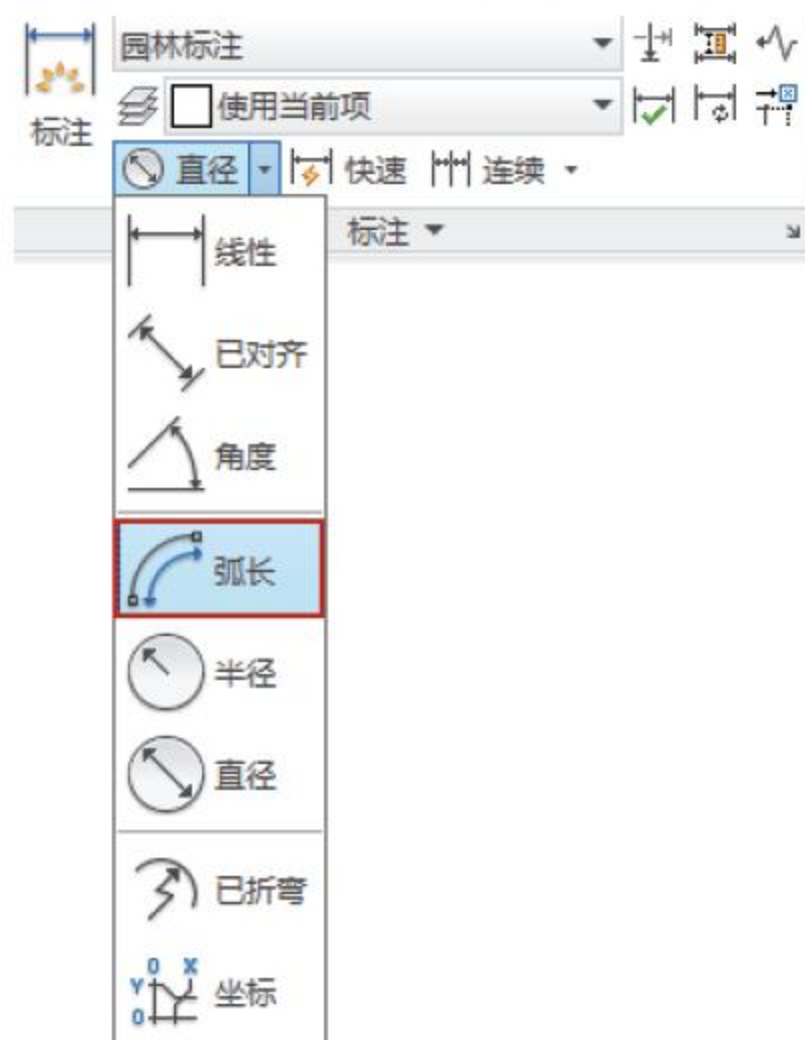 园林标注
使用当前项
标注
直径 快速 连续
标注
线性
已对齐
角度
弧长
半径
直径
已折弯
O X
Y
O
坐标